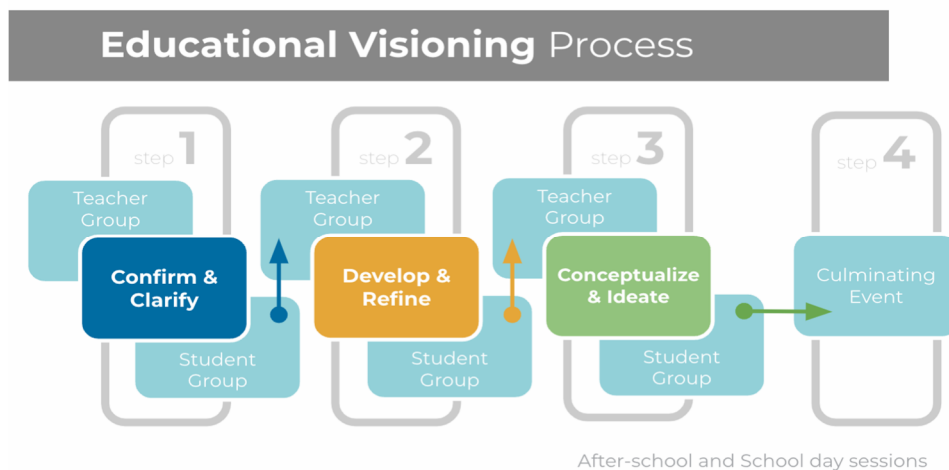 Educational Visioning Process
step 1
Teacher
Group
Confirm &
Clarify
Student
Group
step 2
Teacher
Group
Develop &
Refine
Student
Group
step 3
Teacher
Group
Conceptualize
& Ideate
Student
Group
step 4
Culminating
Event
After-school and School day sessions